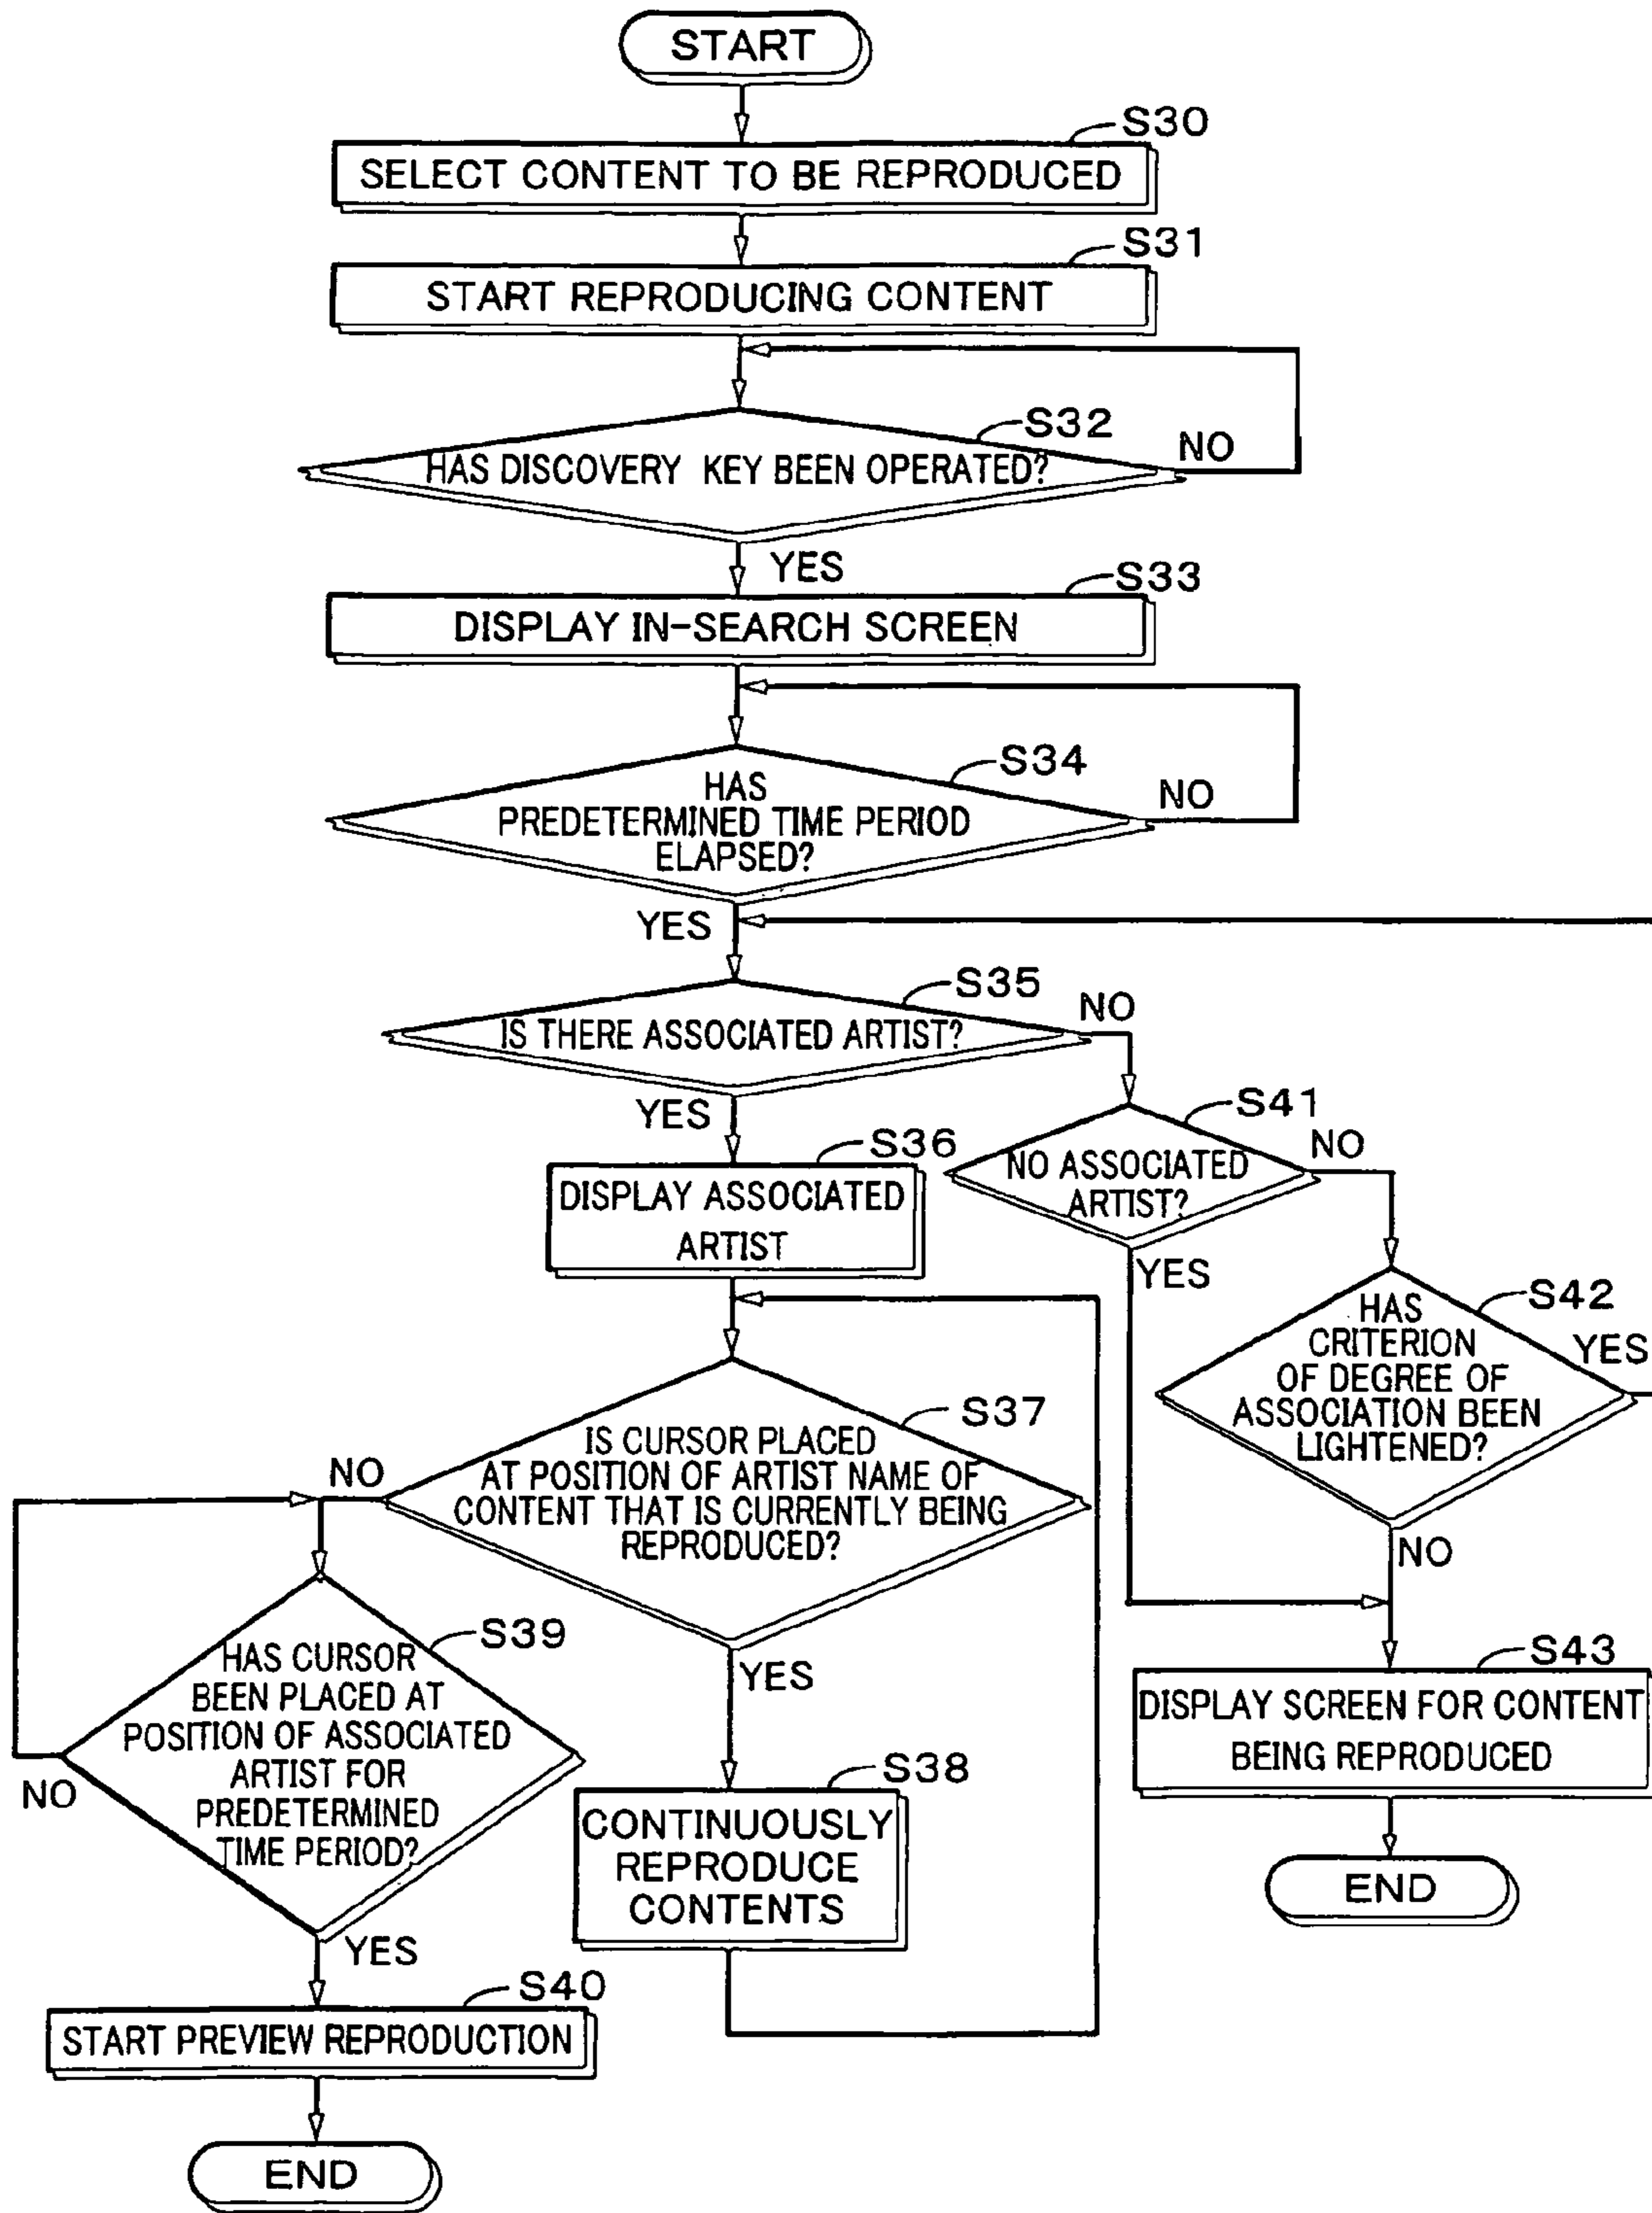 START
S30
SELECT CONTENT TO BE REPRODUCED
S31
START REPRODUCING CONTENT
S32
HAS DISCOVERY KEY BEEN OPERATED?
NO
YES
S33
DISPLAY IN-SEARCH SCREEN
S34
HAS
PREDETERMINED TIME PERIOD
ELAPSED?
NO
YES
S35
IS THERE ASSOCIATED ARTIST?
NO
YES
S36
DISPLAY ASSOCIATED
ARTIST
S41
NO ASSOCIATED
ARTIST?
NO
YES
S42
HAS
CRITERION
OF DEGREE OF
ASSOCIATION BEEN
LIGHTENED?
YES
NO
S37
IS CURSOR PLACED
AT POSITION OF ARTIST NAME OF
CONTENT THAT IS CURRENTLY BEING
REPRODUCED?
NO
YES
S39
HAS CURSOR
BEEN PLACED AT
POSITION OF ASSOCIATED
ARTIST FOR
PREDETERMINED
TIME PERIOD?
NO
YES
S38
CONTINUOUSLY
REPRODUCE
CONTENTS
S43
DISPLAY SCREEN FOR CONTENT
BEING REPRODUCED
END
S40
START PREVIEW REPRODUCTION
END